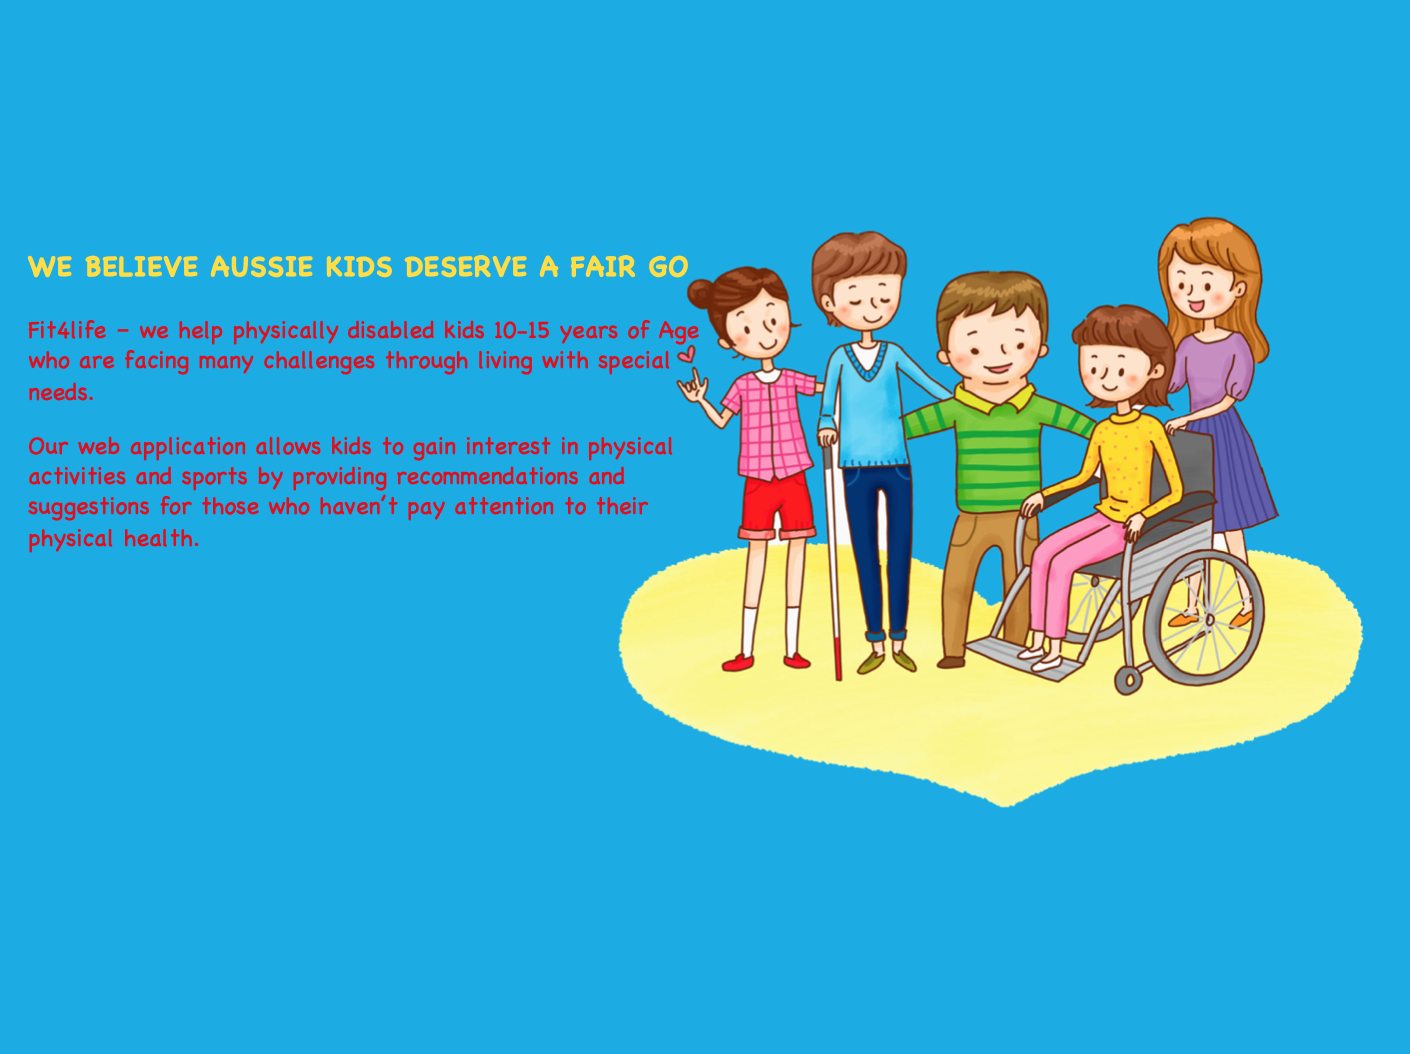 WE BELIEVE AUSSIE KIDS DESERVE A FAIR GO
Fit4life – we help physically disabled kids 10-15 years of Age
who are facing many challenges through living with special
needs.
Our web application allows kids to gain interest in physical
activities and sports by providing recommendations and
suggestions for those who haven't pay attention to their
physical health.